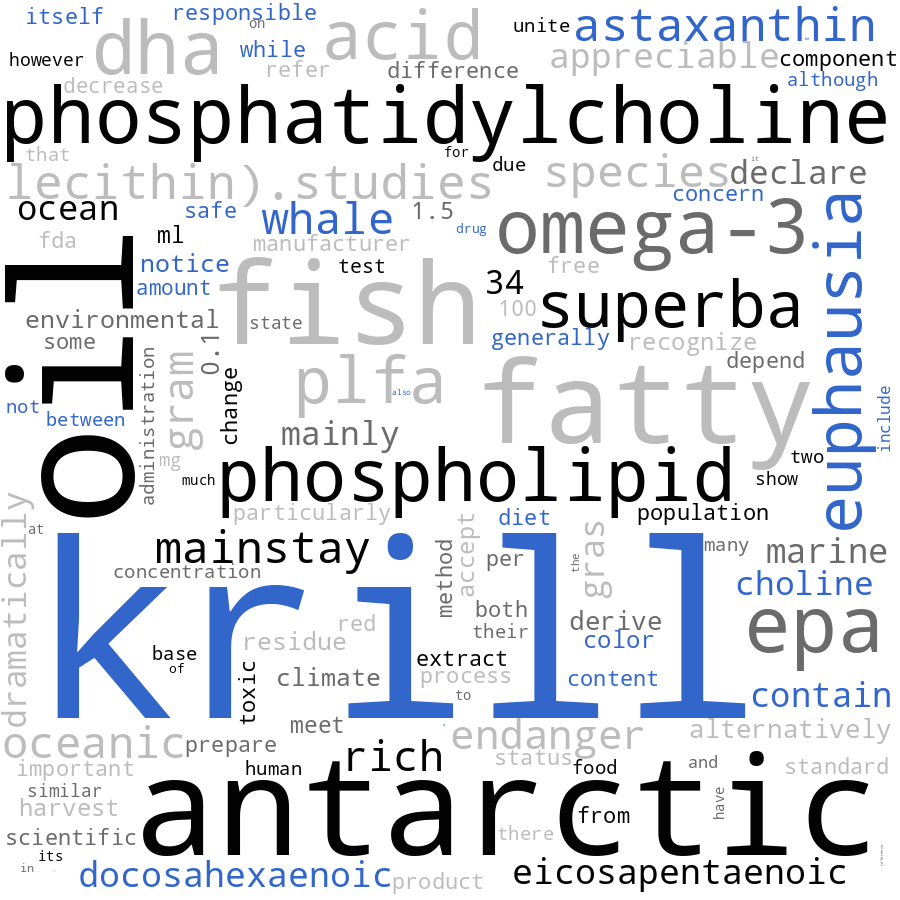 itself
responsible
on
unite
astaxanthin
dha
acid
however
while
refer
difference
appreciable
component
decrease
although
phosphatidylcholine
that
for
due
it
lecithin).studies
species
declare
ocean
safe
whale
1.5
concern
drug
omega-3
euphausia
fda
ml
manufacturer
oil
notice
test
free
fish
amount
34
superba
100
environmental
state
0.1
generally
recognize
some
depend
administration
gram
change
plfa
also
fatty
not
between
include
mainly
mg
much
phospholipid
two
show
dramatically
particularly
diet
population
at
mainstay
krill
method
accept
per
the
gras
many
marine
concentration
choline
both
their
derive
color
epa
red
residue
base
of
toxic
extract
climate
process
content
to
contain
meet
oceanic
prepare
endanger
alternatively
rich
status
important
human
food
and
standard
antarctic
similar
harvest
from
have
scientific
there
its
in
docosahexaenoic
product
eicosapentaenoic